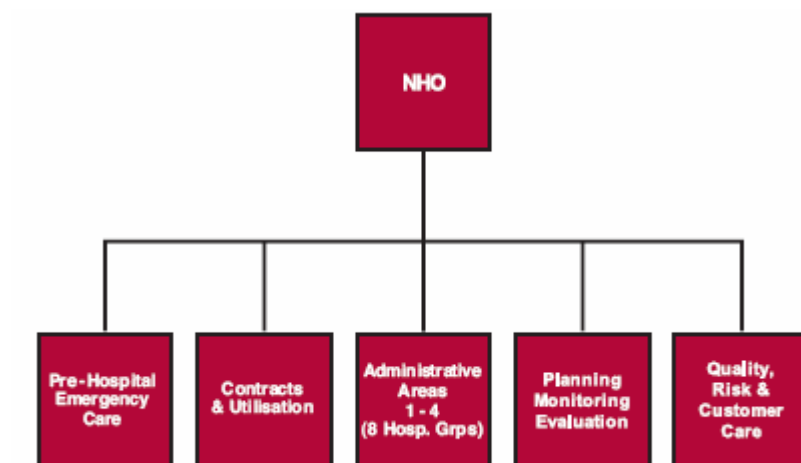 NHO
Pre-Hospital
Emergency
Care
Contracts
& Utilisation
Administrative
Areas
1 - 4
(8 Hosp. Grps)
Planning
Monitoring
Evaluation
Quality,
Risk &
Customer
Care